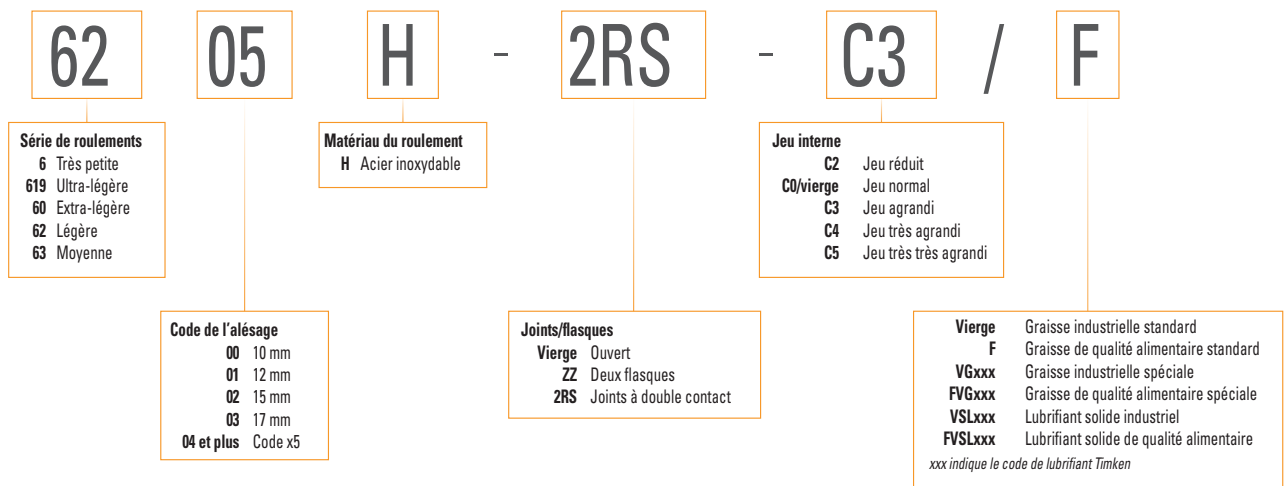 62 05 H - 2RS - C3 / F
Série de roulements
6 Très petite
619 Ultra-légère
60 Extra-légère
62 Légère
63 Moyenne
Matériau du roulement
H Acier inoxydable
Jeu interne
C2 Jeu réduit
C0/vierge Jeu normal
C3 Jeu agrandi
C4 Jeu très agrandi
C5 Jeu très très agrandi
Code de l'alésage
00 10 mm
01 12 mm
02 15 mm
03 17 mm
04 et plus Code x5
Joints/flasques
Vierge Ouvert
ZZ Deux flasques
2RS Joints à double contact
Vierge Graisse industrielle standard
F Graisse de qualité alimentaire standard
VGxxx Graisse industrielle spéciale
FVGxxx Graisse de qualité alimentaire spéciale
VSLxxx Lubrifiant solide industriel
FVSLxxx Lubrifiant solide de qualité alimentaire
xxx indique le code de lubrifiant Timken